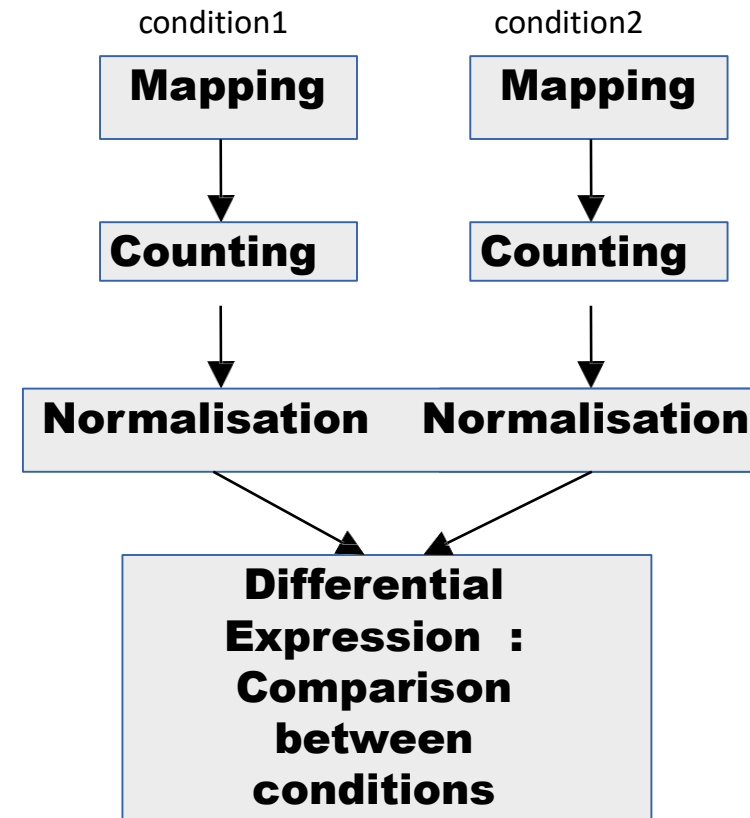 condition1 condition2
Mapping Mapping
Counting Counting
Normalisation Normalisation
Differential
Expression :
Comparison
between
conditions